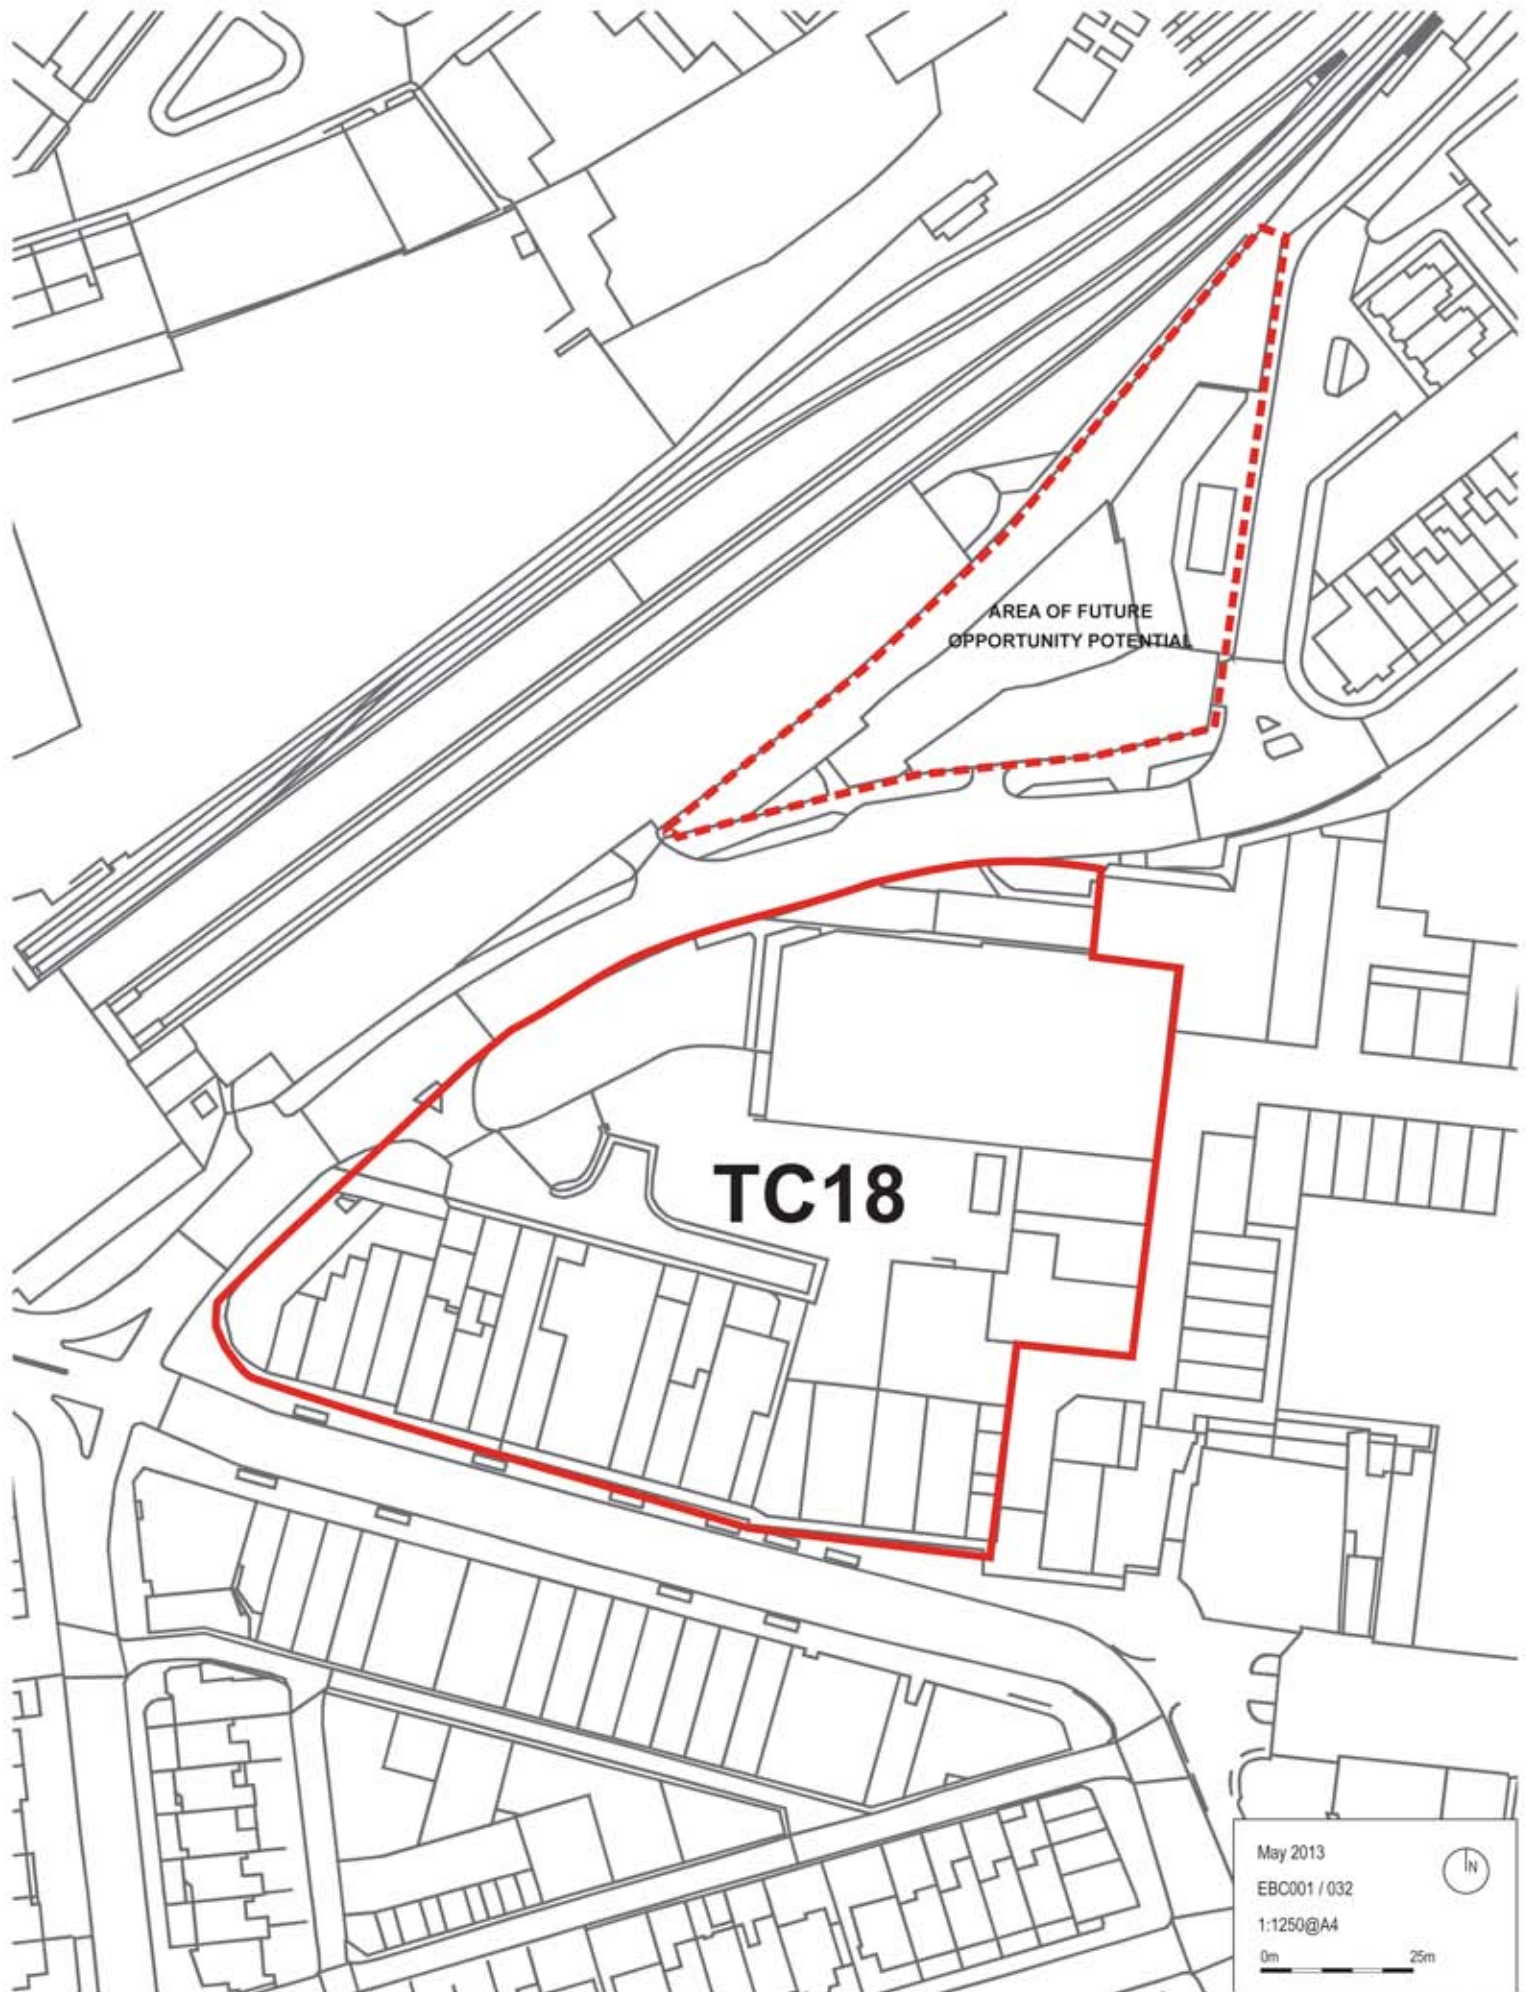 AREA OF FUTURE
OPPORTUNITY POTENTIAL
TC18
May 2013
N
EBC001 / 032
1:1250@A4
0m 25m